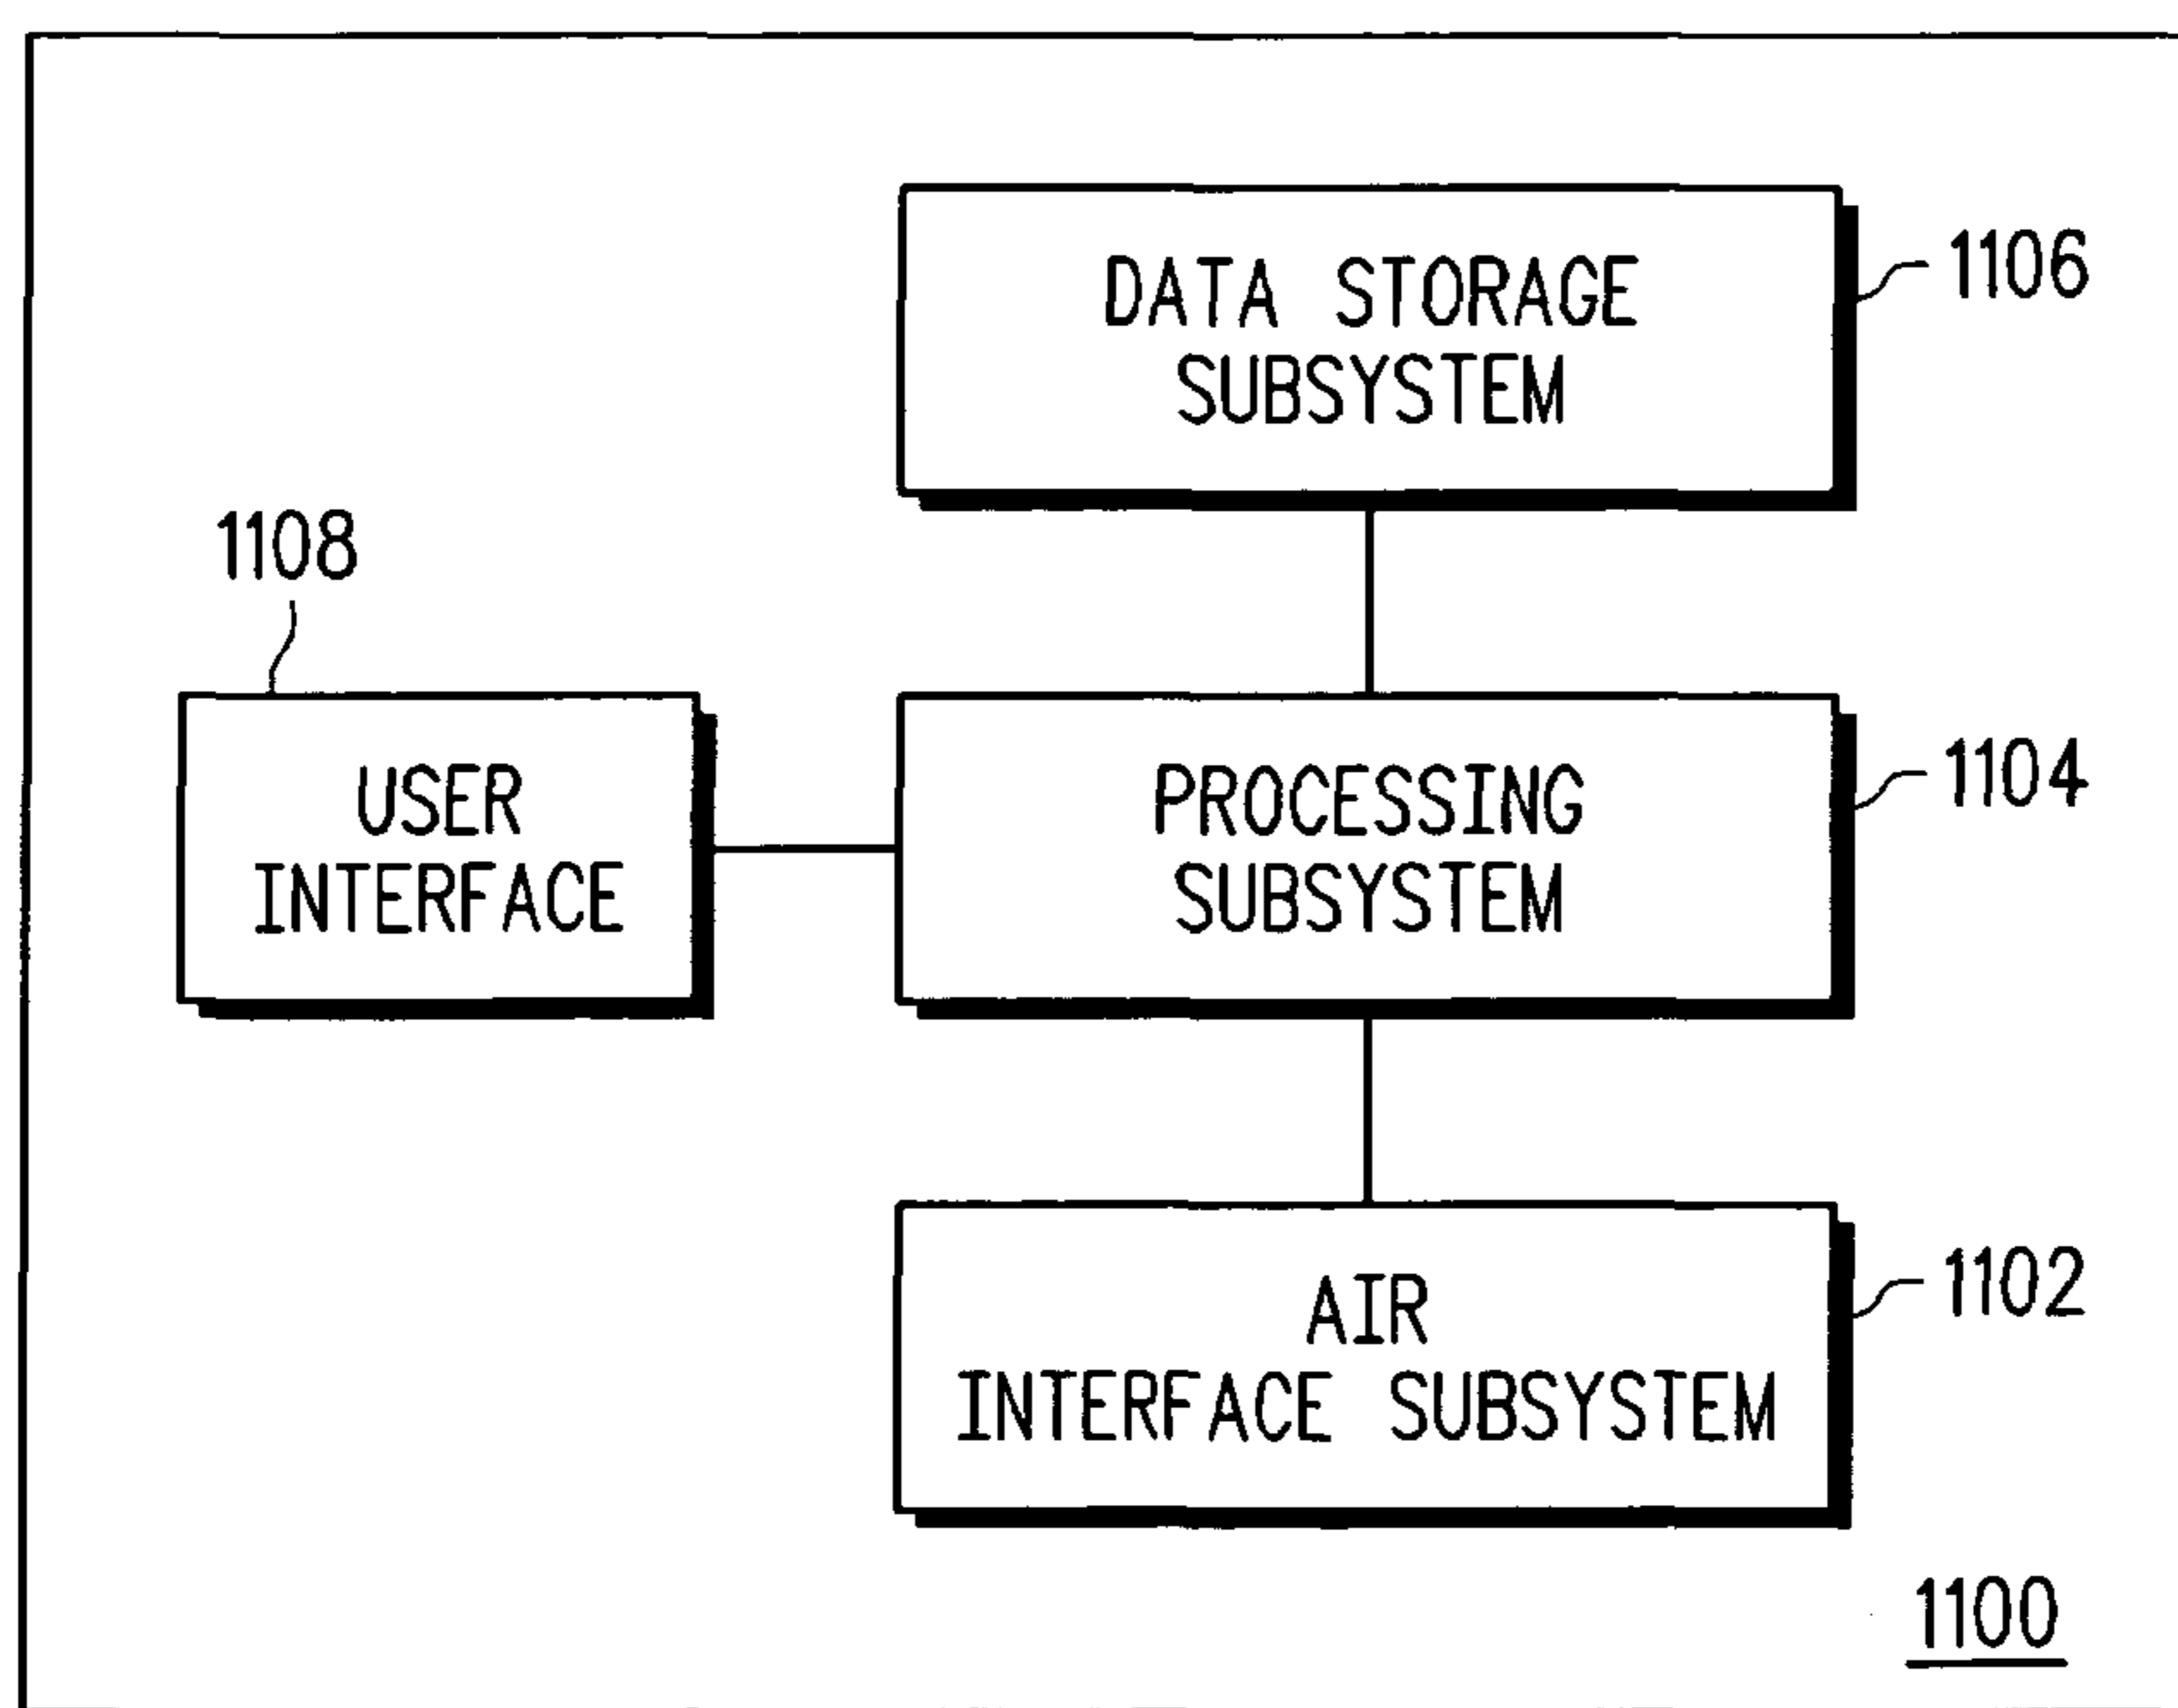 DATA STORAGE
SUBSYSTEM
1106
1108
USER
INTERFACE
PROCESSING
SUBSYSTEM
1104
AIR
INTERFACE SUBSYSTEM
1102
1100